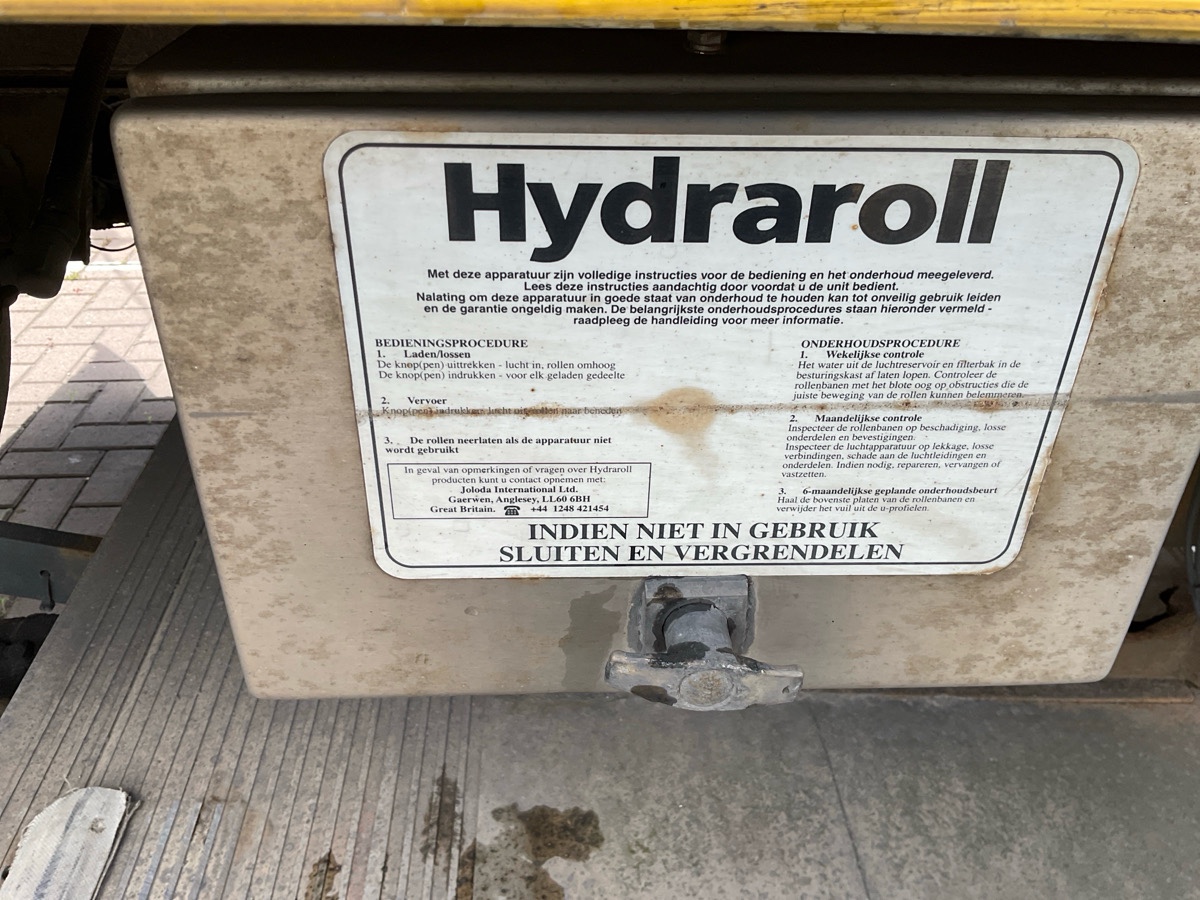 Hydraroll
Met deze apparatuur zijn volledige instructies voor de bediening en het onderhoud meegeleverd.
Lees deze instructies aandachtig door voordat u de unit bedient.
Nalating om deze apparatuur in goede staat van onderhoud te houden kan tot onveilig gebruik leiden
en de garantie ongeldig maken. De belangrijkste onderhoudsprocedures staan hieronder vermeld -
raadpleeg de handleiding voor meer informatie.
BEDIENINGSPROCEDURE
1. Laden/lossen
De knop(pen) uittrekken - lucht in, rollen omhoog
De knop(pen) indrukken - voor elk geladen gedeelte
2. Vervoer
Knop(pen) indrukken lucht uit, rollen naar beneden
3. De rollen neerlaten als de apparatuur niet
wordt gebruikt
In geval van opmerkingen of vragen over Hydraroll
producten kunt u contact opnemen met:
Joloda International Ltd.
Gaerwen, Anglesey, LL60 6BH
Great Britain. ☎ +44 1248 421454
ONDERHOUDSPROCEDURE
1. Wekelijkse controle
Het water uit de luchtreservoir en filterbak in de
besturingskast af laten lopen. Controleer de
rollenbanen met het blote oog op obstructies die de
juiste beweging van de rollen kunnen belemmeren.
2. Maandelijkse controle
Inspecteer de rollenbanen op beschadiging, losse
onderdelen en bevestigingen.
Inspecteer de luchtapparatuur op lekkage, losse
verbindingen, schade aan de luchtleidingen en
onderdelen. Indien nodig, repareren, vervangen of
vastzetten.
3. 6-maandelijkse geplande onderhoudsbeurt
Haal de bovenste platen van de rollenbanen en
verwijder het vuil uit de u-profielen.
INDIEN NIET IN GEBRUIK
SLUITEN EN VERGRENDELEN